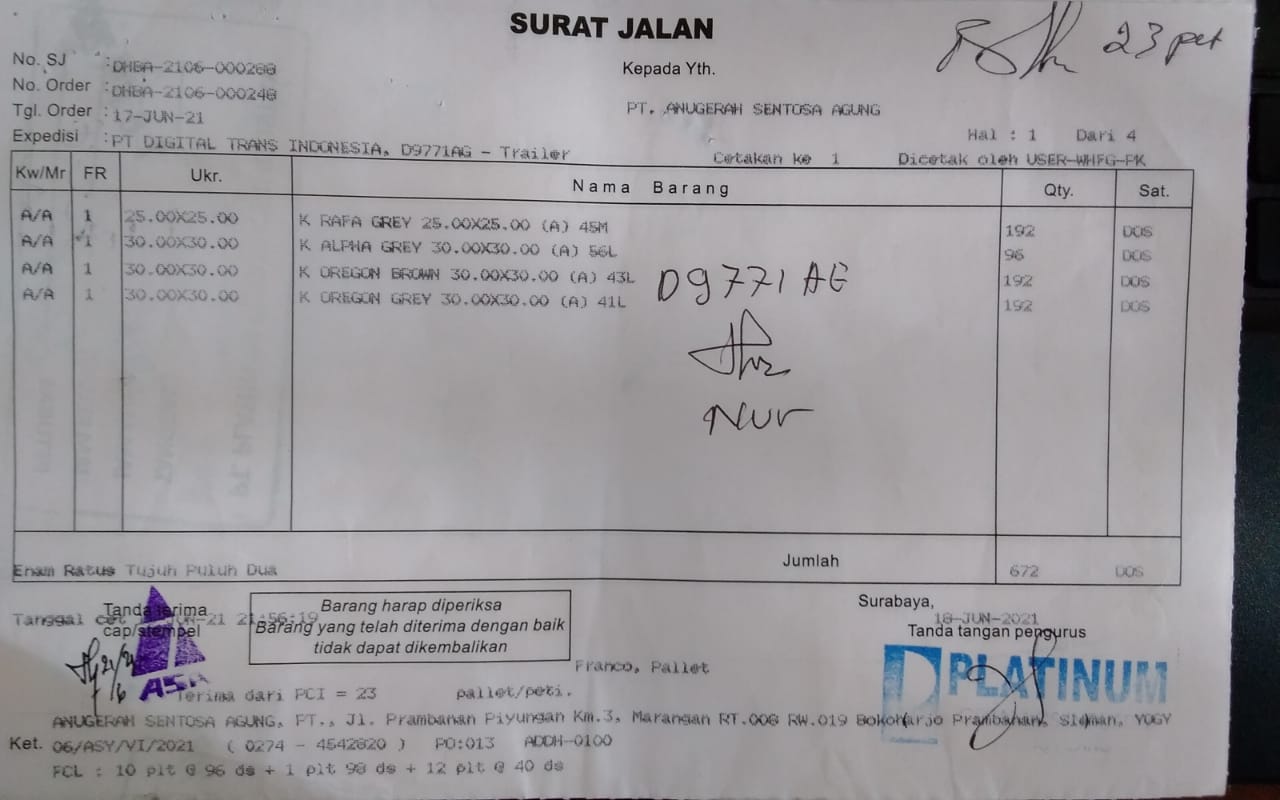 SURAT JALAN
23 plt
No. SJ : DHBA-2106-000288
No. Order : DHBA-2106-000248
Tgl. Order : 17-JUN-21
Expedisi : PT DIGITAL TRANS INDONESIA, D9771AG - Trailer
Kepada Yth.
PT. ANUGERAH SENTOSA AGUNG
Hal : 1 Dari 4
Cetakan ke 1 Dicetak oleh USER-WHFG-PK
Kw/Mr FR Ukr. Nama Barang Qty. Sat.
A/A 1 25.00X25.00 K RAFA GREY 25.00X25.00 (A) 45M 192 DOS
A/A 1 30.00X30.00 K ALPHA GREY 30.00X30.00 (A) 56L 96 DOS
A/A 1 30.00X30.00 K OREGON BROWN 30.00X30.00 (A) 43L 192 DOS
A/A 1 30.00X30.00 K OREGON GREY 30.00X30.00 (A) 41L 192 DOS
D9771AG
Nur
Enam Ratus Tujuh Puluh Dua Jumlah 672 DOS
Tanggal 21:56:19
Tanda terima
cap/stempel
Barang harap diperiksa
Barang yang telah diterima dengan baik
tidak dapat dikembalikan
Surabaya,
18-JUN-2021
Tanda tangan pengurus
PLATINUM
21/6
ASA
Franco, Pallet
Terima dari PCI = 23 pallet/peti.
ANUGERAH SENTOSA AGUNG, PT., Jl. Prambanan Piyungan Km.3, Marangan RT.008 RW.019 Bokoharjo Prambanan, Sleman, YOGY
Ket. 06/ASY/VI/2021 ( 0274 - 4542820 ) PO:013 ADDH-0100
FCL : 10 plt @ 96 ds + 1 plt 98 ds + 12 plt @ 40 ds